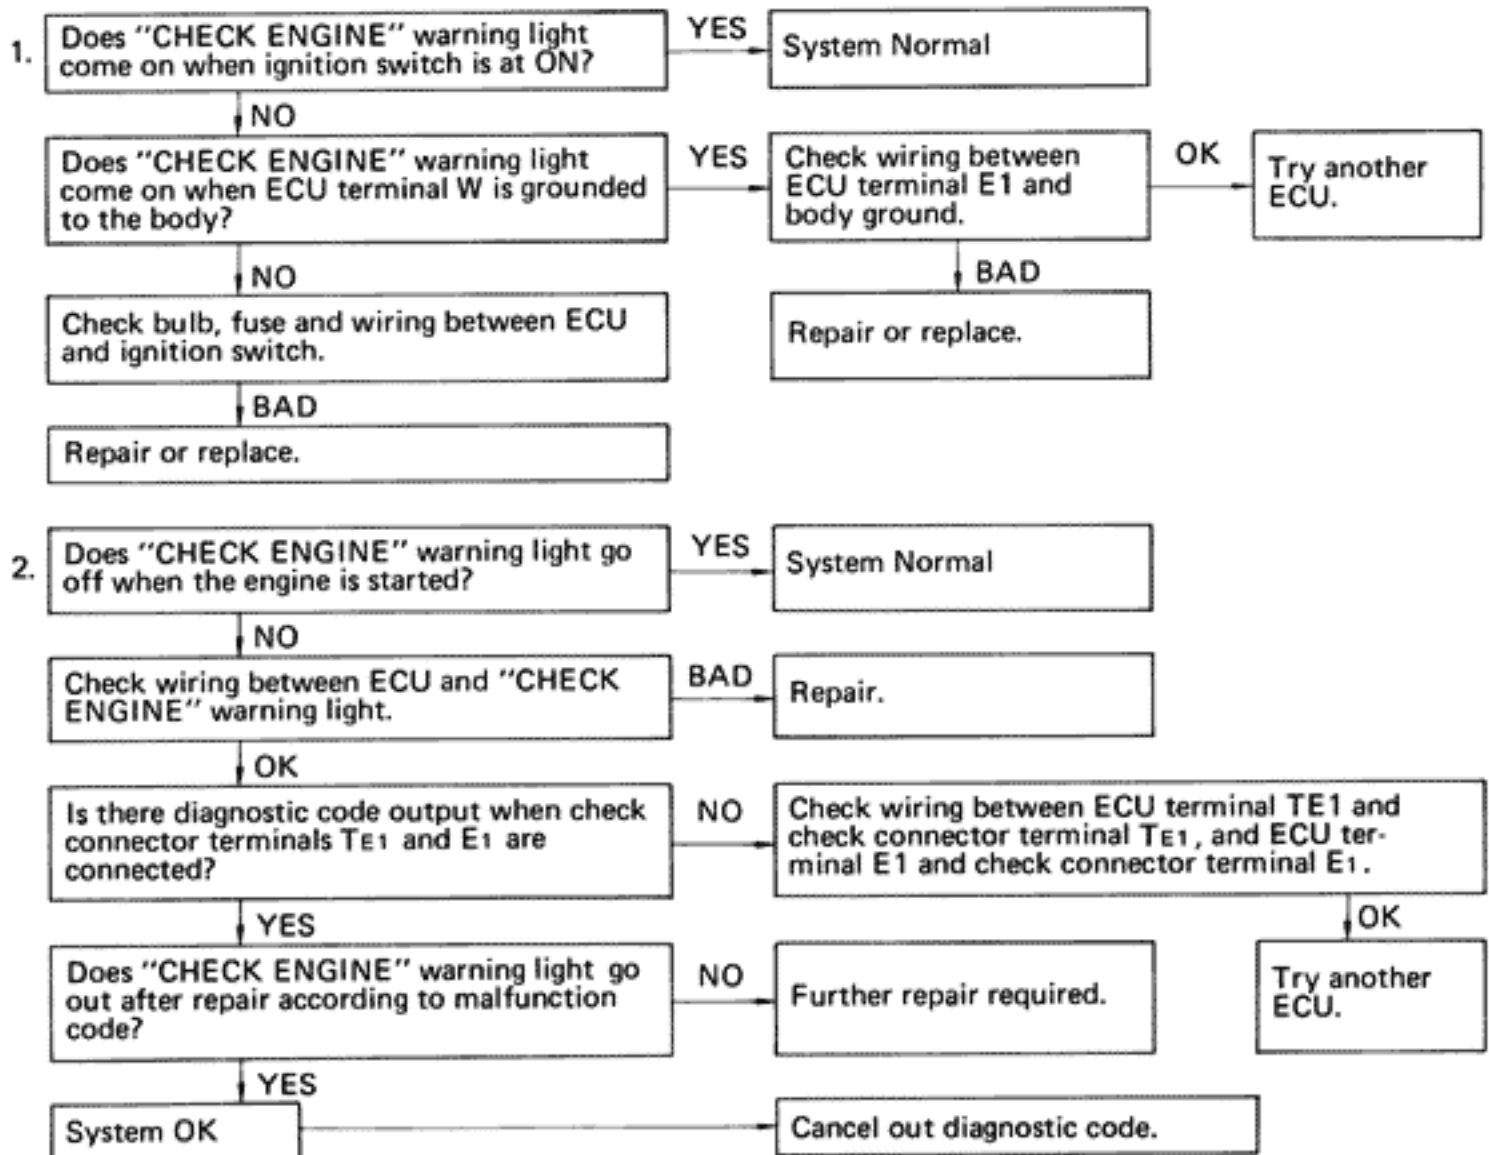 1.
Does "CHECK ENGINE" warning light
come on when ignition switch is at ON?
YES
System Normal
NO
Does "CHECK ENGINE" warning light
come on when ECU terminal W is grounded
to the body?
YES
Check wiring between
ECU terminal E1 and
body ground.
OK
Try another
ECU.
NO
BAD
Check bulb, fuse and wiring between ECU
and ignition switch.
Repair or replace.
BAD
Repair or replace.
2.
Does "CHECK ENGINE" warning light go
off when the engine is started?
YES
System Normal
NO
Check wiring between ECU and "CHECK
ENGINE" warning light.
BAD
Repair.
OK
Is there diagnostic code output when check
connector terminals TE1 and E1 are
connected?
NO
Check wiring between ECU terminal TE1 and
check connector terminal TE1, and ECU ter-
minal E1 and check connector terminal E1.
YES
OK
Does "CHECK ENGINE" warning light go
out after repair according to malfunction
code?
NO
Further repair required.
Try another
ECU.
YES
System OK
Cancel out diagnostic code.